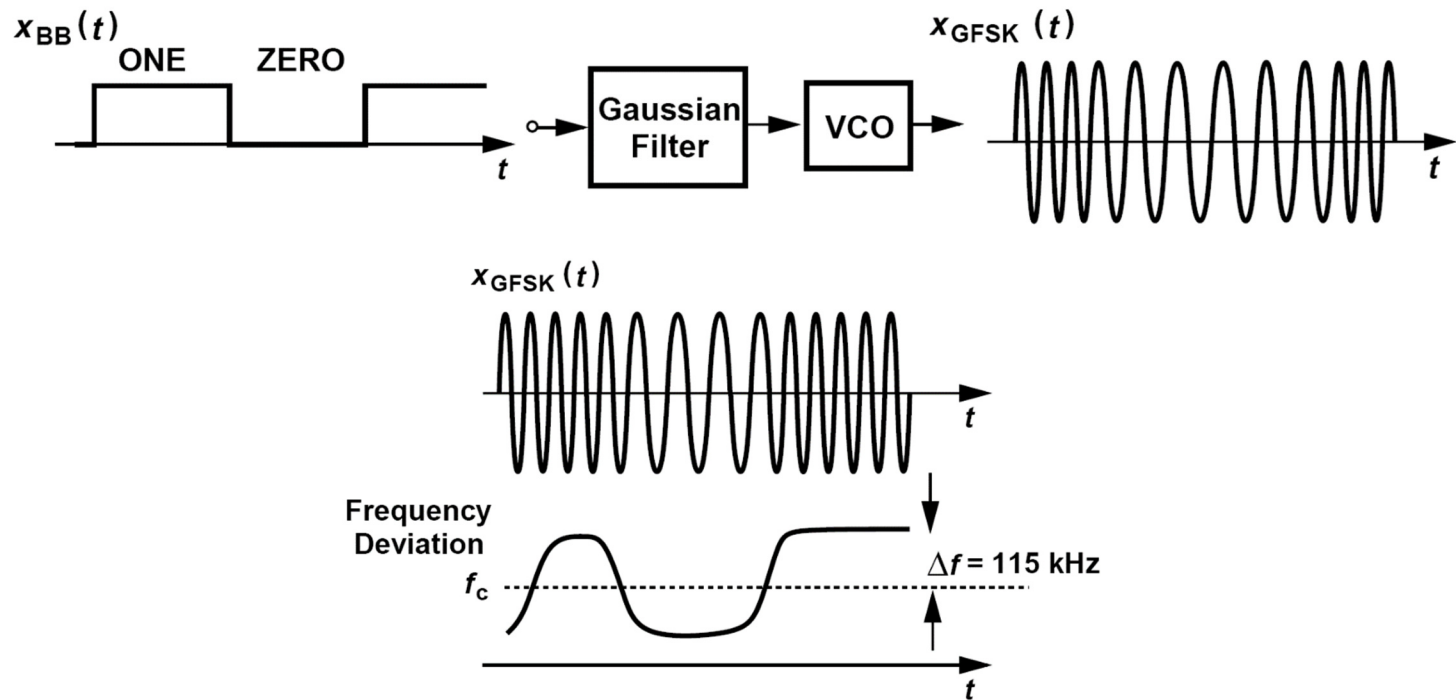 x_BB(t)
ONE
ZERO
t
Gaussian
Filter
VCO
x_GFSK (t)
t
x_GFSK (t)
t
Frequency
Deviation
f_c
Δf = 115 kHz
t